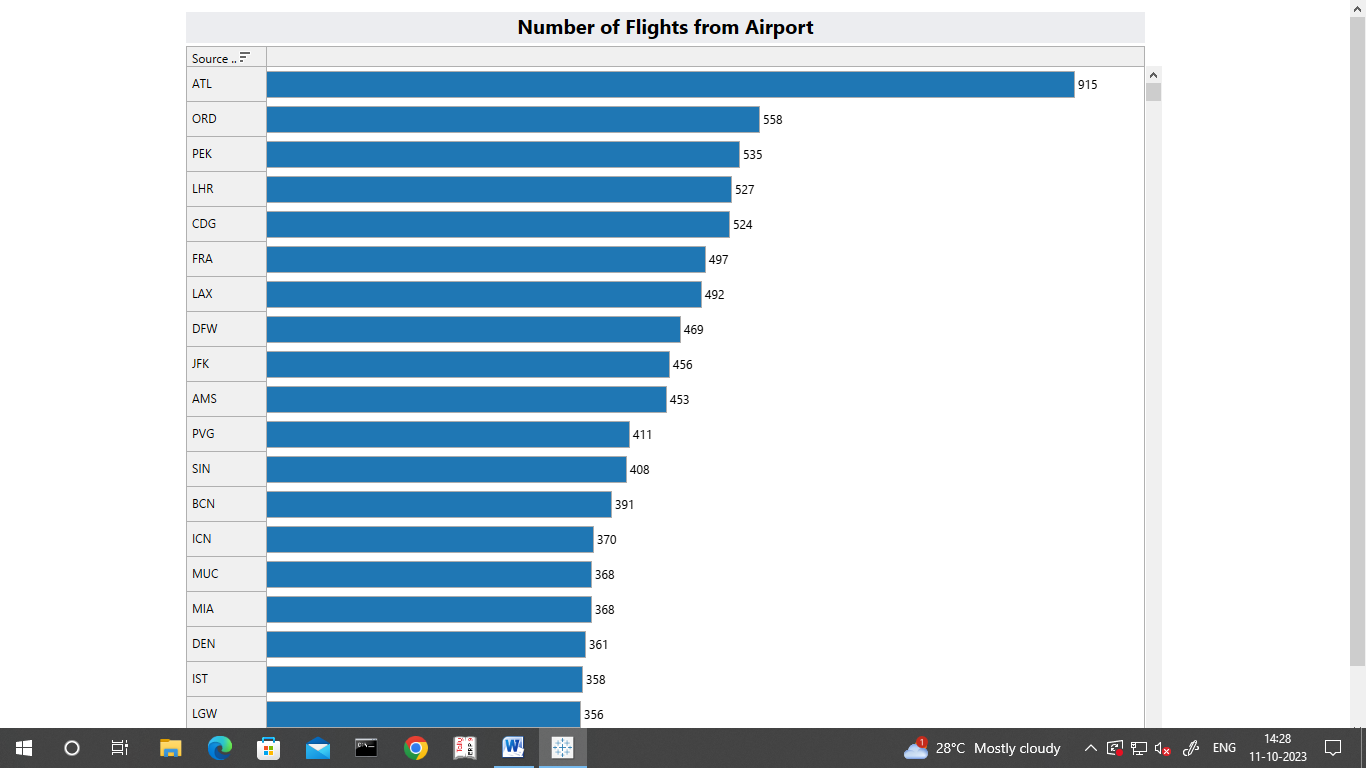 Number of Flights from Airport
Source ..
ATL 915
ORD 558
PEK 535
LHR 527
CDG 524
FRA 497
LAX 492
DFW 469
JFK 456
AMS 453
PVG 411
SIN 408
BCN 391
ICN 370
MUC 368
MIA 368
DEN 361
IST 358
LGW 356
1 28°C Mostly cloudy ENG 14:28
11-10-2023